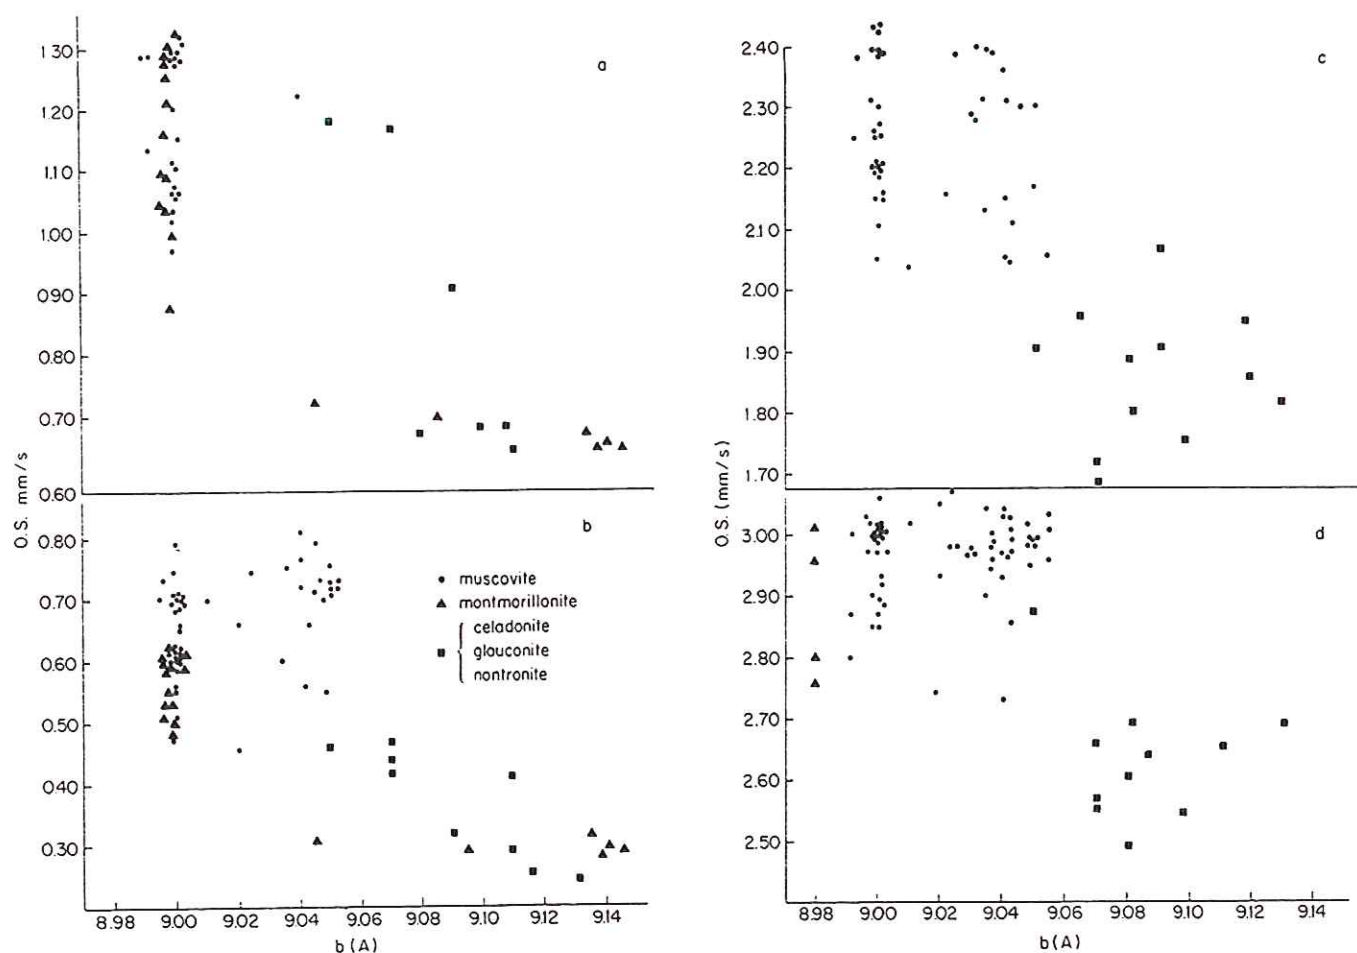 a
1.30
1.20
1.10
1.00
0.90
0.80
0.70
0.60
O.S. mm/s
b
0.80
0.70
0.60
0.50
0.40
0.30
muscovite
montmorillonite
celadonite
glauconite
nontronite
8.98 9.00 9.02 9.04 9.06 9.08 9.10 9.12 9.14
b (A)
c
2.40
2.30
2.20
2.10
2.00
1.90
1.80
1.70
O.S. (mm/s)
d
3.00
2.90
2.80
2.70
2.60
2.50
8.98 9.00 9.02 9.04 9.06 9.08 9.10 9.12 9.14
b (A)